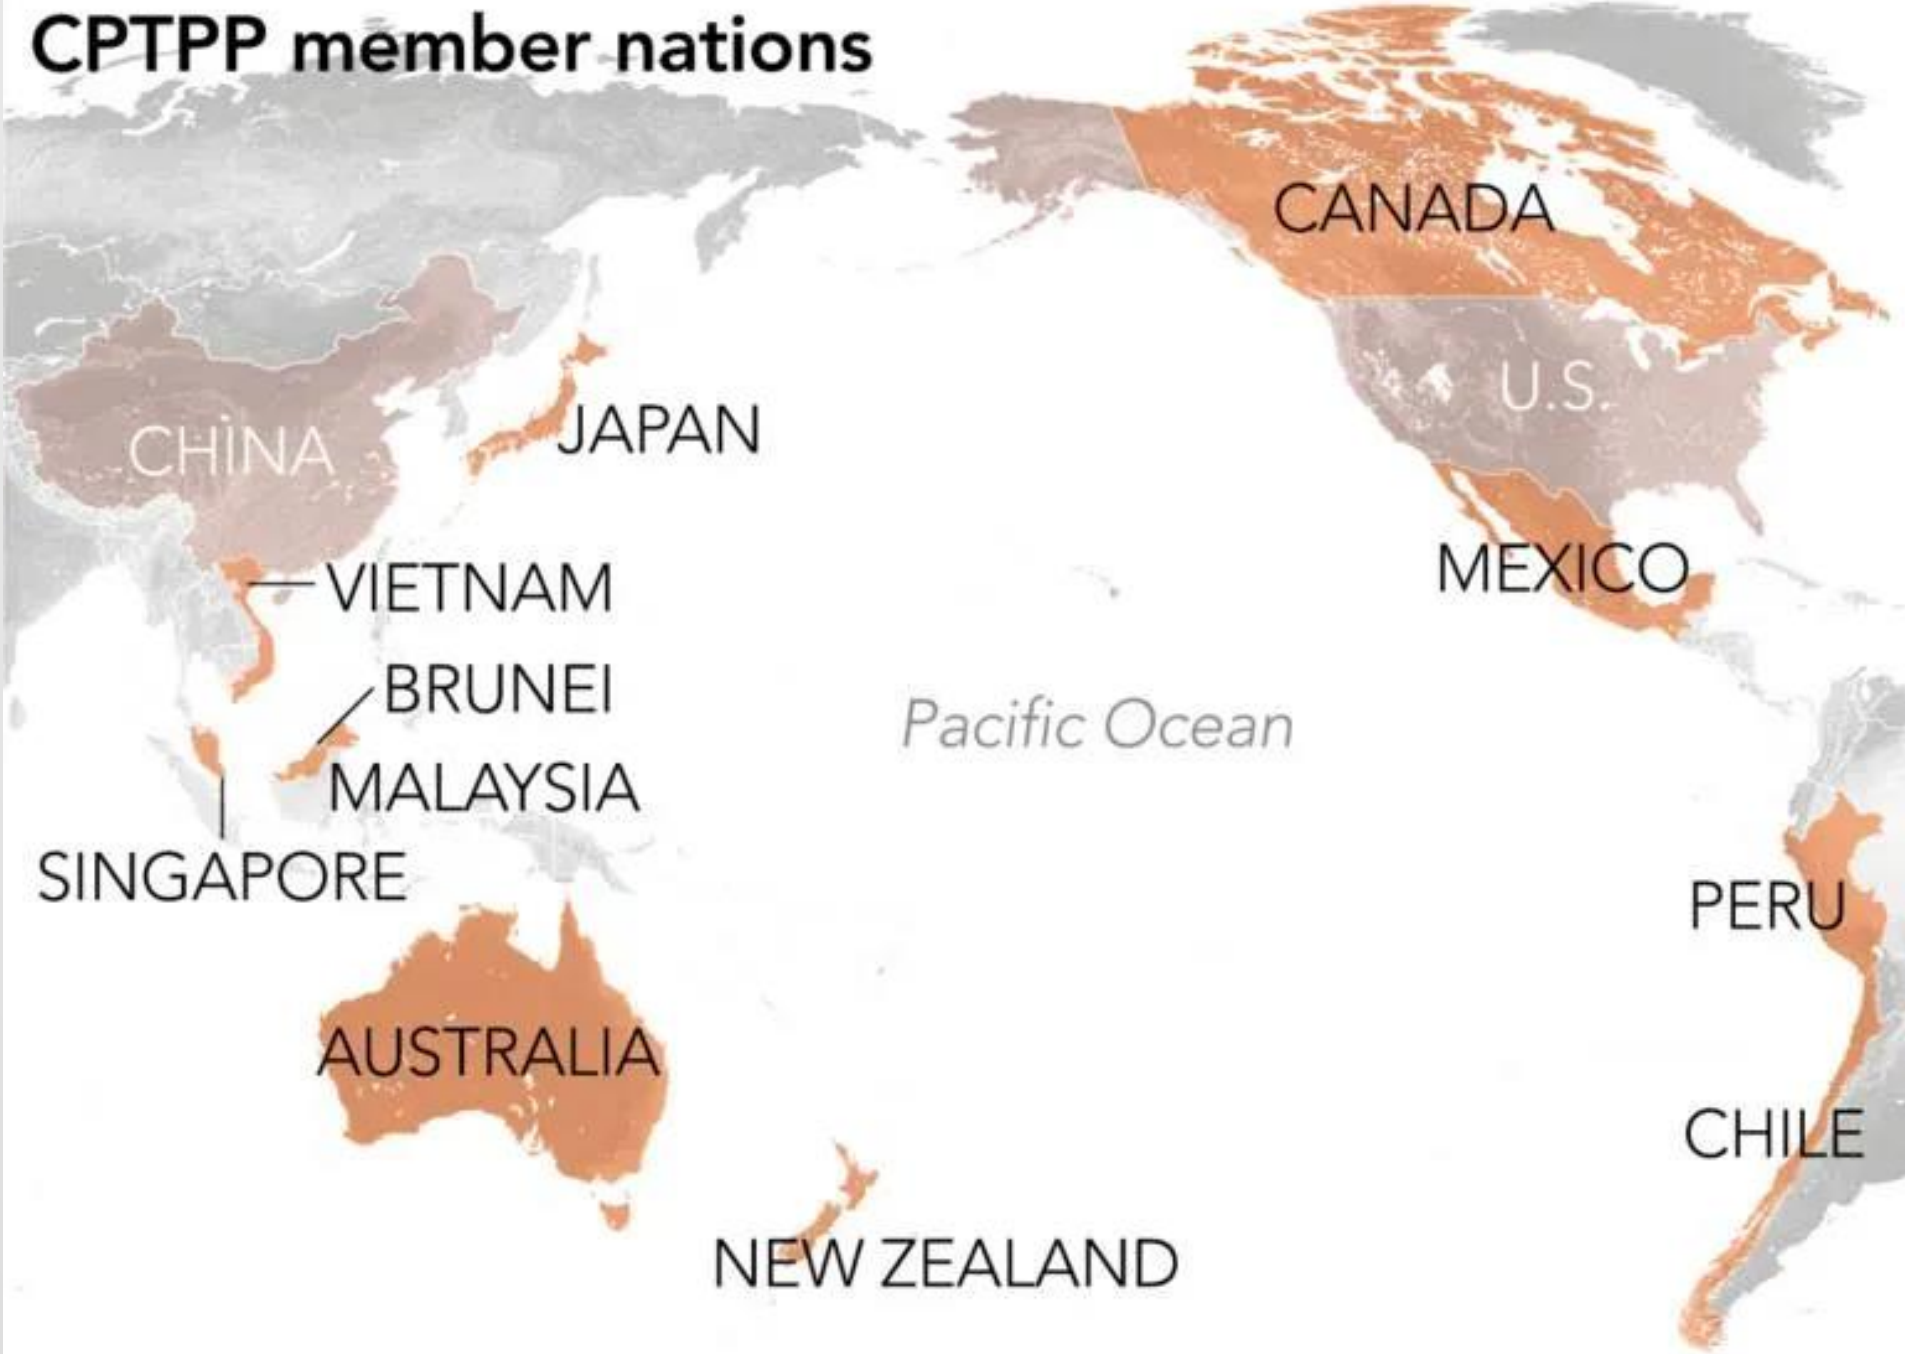 CPTPP member nations
CANADA
U.S.
CHINA
JAPAN
MEXICO
VIETNAM
BRUNEI
Pacific Ocean
MALAYSIA
SINGAPORE
PERU
AUSTRALIA
CHILE
NEW ZEALAND